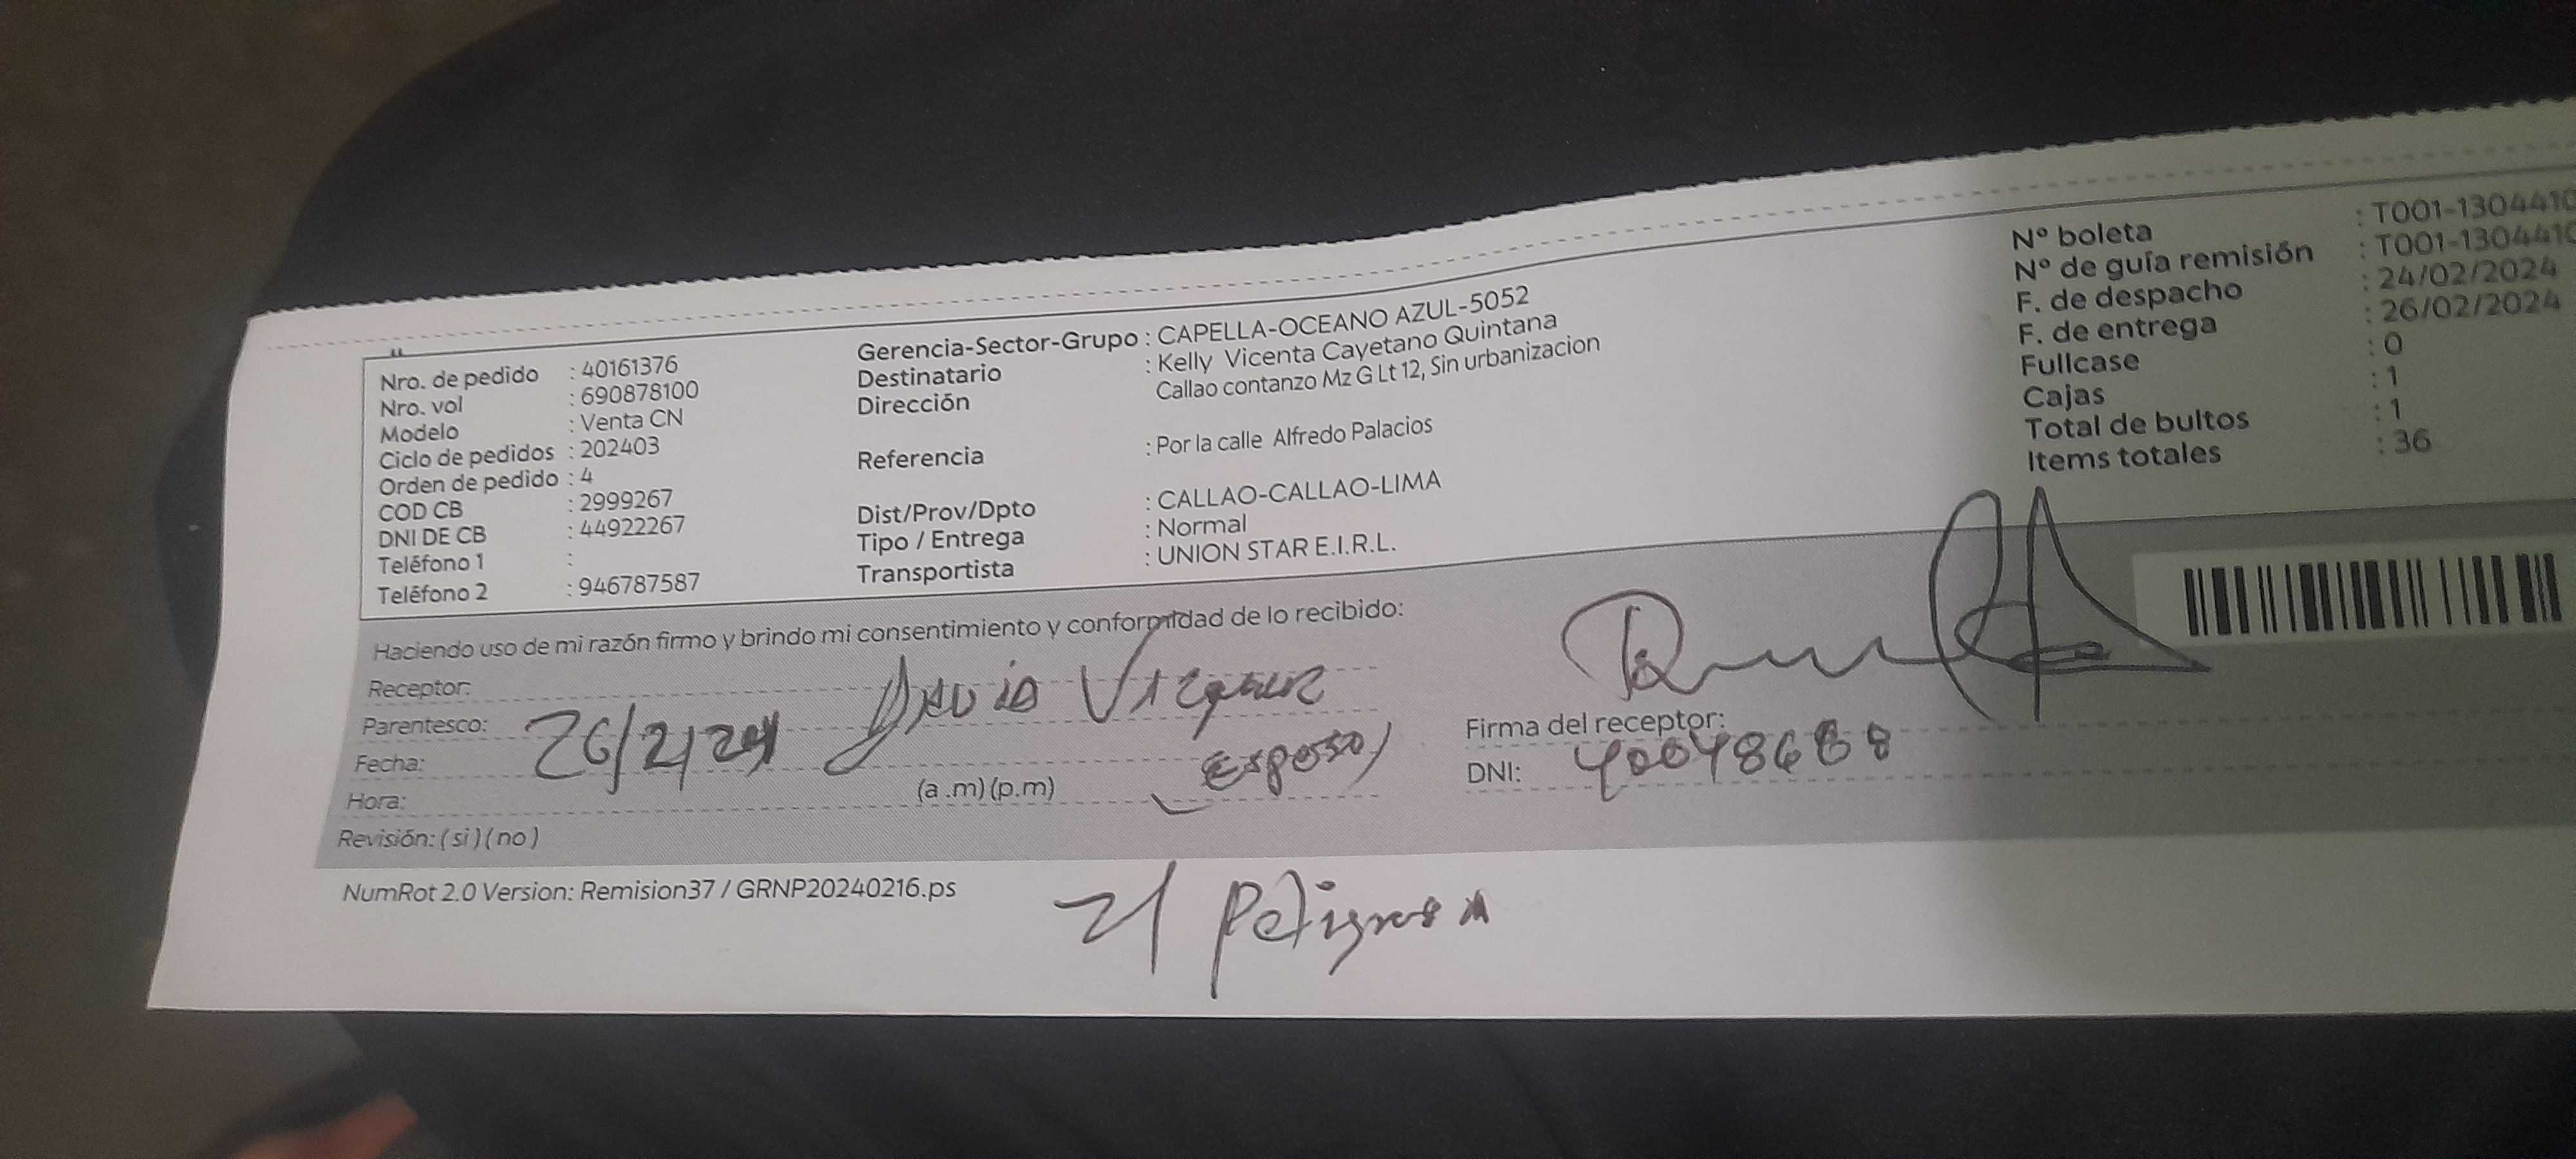 Nro. de pedido : 40161376
Nro. vol : 690878100
Modelo : Venta CN
Ciclo de pedidos : 202403
Orden de pedido : 4
COD CB : 2999267
DNI DE CB : 44922267
Teléfono 1 :
Teléfono 2 : 946787587
Gerencia-Sector-Grupo : CAPELLA-OCEANO AZUL-5052
Destinatario : Kelly Vicenta Cayetano Quintana
Dirección Callao contanzo Mz G Lt 12, Sin urbanizacion
Referencia : Por la calle Alfredo Palacios
Dist/Prov/Dpto : CALLAO-CALLAO-LIMA
Tipo / Entrega : Normal
Transportista : UNION STAR E.I.R.L.
Nº boleta : T001-1304410
Nº de guía remisión : T001-1304410
F. de despacho : 24/02/2024
F. de entrega : 26/02/2024
Fullcase : 0
Cajas : 1
Total de bultos : 1
Items totales : 36
Haciendo uso de mi razón firmo y brindo mi consentimiento y conformidad de lo recibido:
Receptor:
Parentesco: Vazquez
Fecha: 26/2/24
(Esposo)
Hora: (a .m) (p.m)
Revisión: ( si ) ( no )
Firma del receptor:
DNI:
NumRot 2.0 Version: Remision37 / GRNP20240216.ps